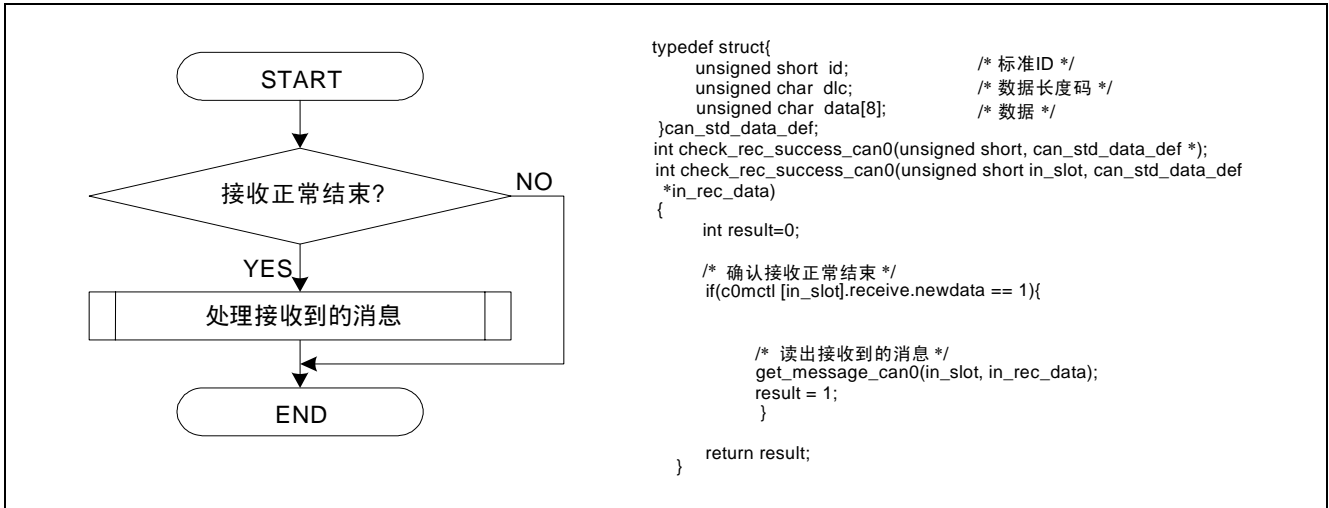 START
接收正常结束?
NO
YES
处理接收到的消息
END
typedef struct{
unsigned short id; /* 标准ID */
unsigned char dlc; /* 数据长度码 */
unsigned char data[8]; /* 数据 */
}can_std_data_def;
int check_rec_success_can0(unsigned short, can_std_data_def *);
int check_rec_success_can0(unsigned short in_slot, can_std_data_def
*in_rec_data)
{
int result=0;
/* 确认接收正常结束 */
if(c0mctl [in_slot].receive.newdata == 1){
/* 读出接收到的消息 */
get_message_can0(in_slot, in_rec_data);
result = 1;
}
return result;
}